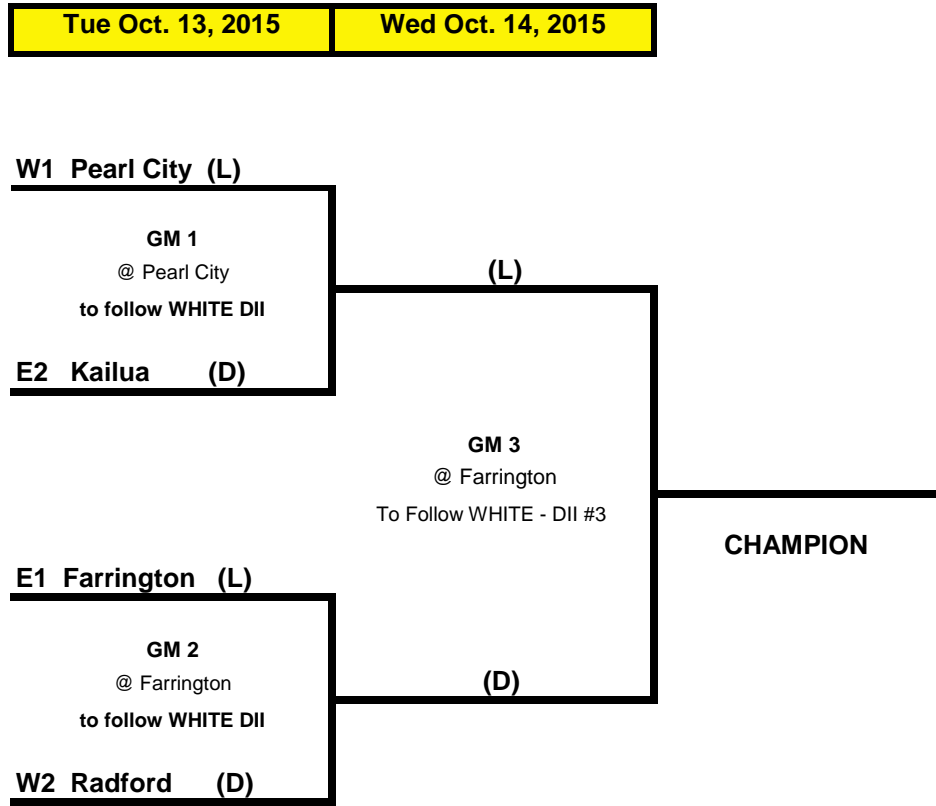 Tue Oct. 13, 2015 Wed Oct. 14, 2015
W1 Pearl City (L)
GM 1
@ Pearl City
to follow WHITE DII
(L)
E2 Kailua (D)
GM 3
@ Farrington
To Follow WHITE - DII #3
CHAMPION
E1 Farrington (L)
GM 2
@ Farrington
to follow WHITE DII
(D)
W2 Radford (D)